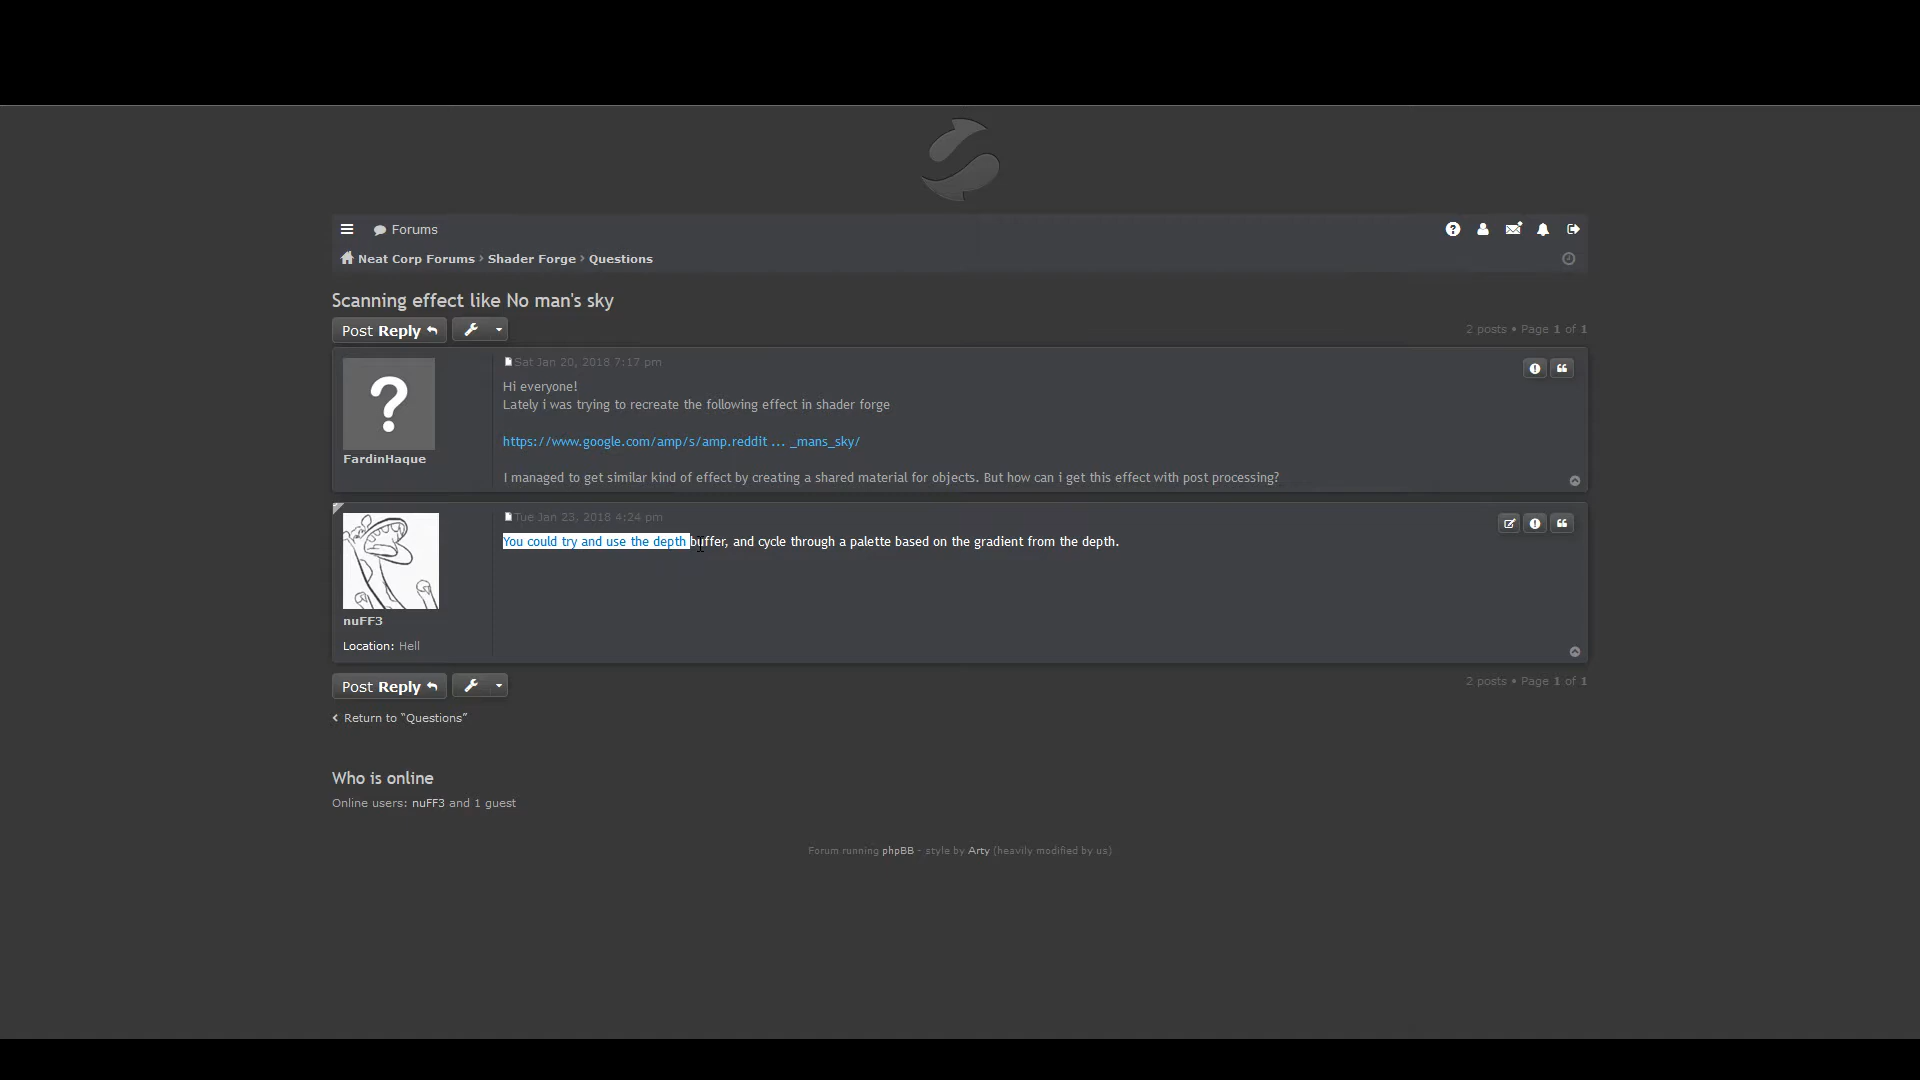 Forums
Neat Corp Forums › Shader Forge › Questions
Scanning effect like No man's sky
Post Reply
2 posts • Page 1 of 1
FardinHaque
Sat Jan 20, 2018 7:17 pm
Hi everyone!
Lately i was trying to recreate the following effect in shader forge
https://www.google.com/amp/s/amp.reddit ... _mans_sky/
I managed to get similar kind of effect by creating a shared material for objects. But how can i get this effect with post processing?
nuFF3
Location: Hell
Tue Jan 23, 2018 4:24 pm
You could try and use the depth buffer, and cycle through a palette based on the gradient from the depth.
Post Reply
2 posts • Page 1 of 1
Return to “Questions”
Who is online
Online users: nuFF3 and 1 guest
Forum running phpBB - style by Arty (heavily modified by us)